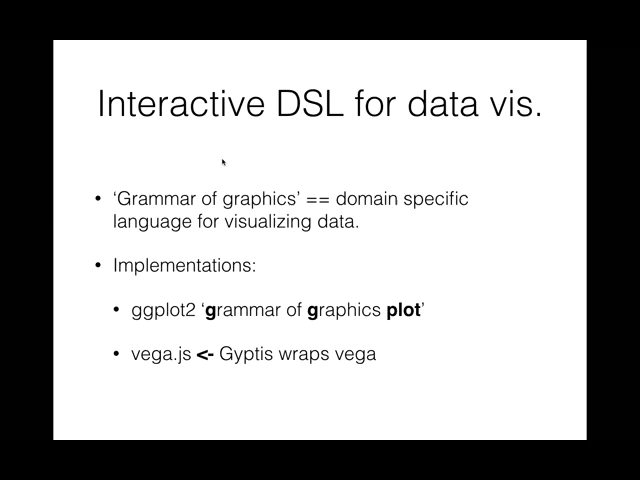 Interactive DSL for data vis.
• ‘Grammar of graphics’ == domain specific
language for visualizing data.
• Implementations:
• ggplot2 ‘grammar of graphics plot’
• vega.js <- Gyptis wraps vega